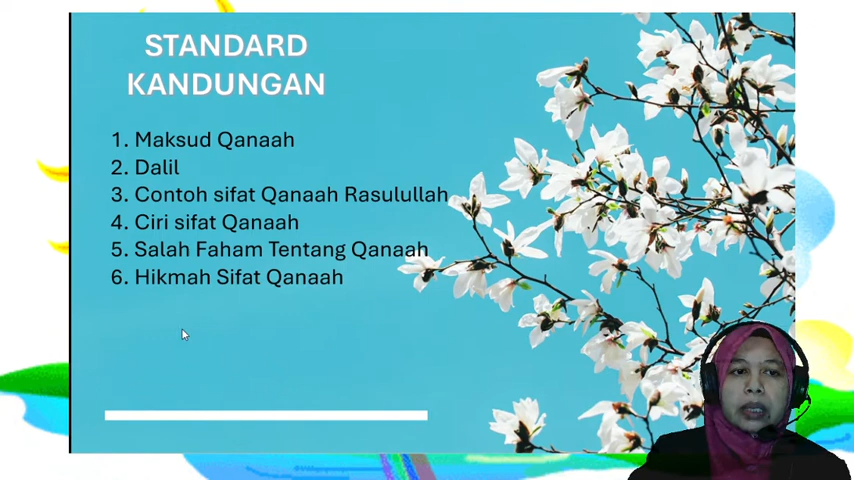 STANDARD
KANDUNGAN
1. Maksud Qanaah
2. Dalil
3. Contoh sifat Qanaah Rasulullah
4. Ciri sifat Qanaah
5. Salah Faham Tentang Qanaah
6. Hikmah Sifat Qanaah